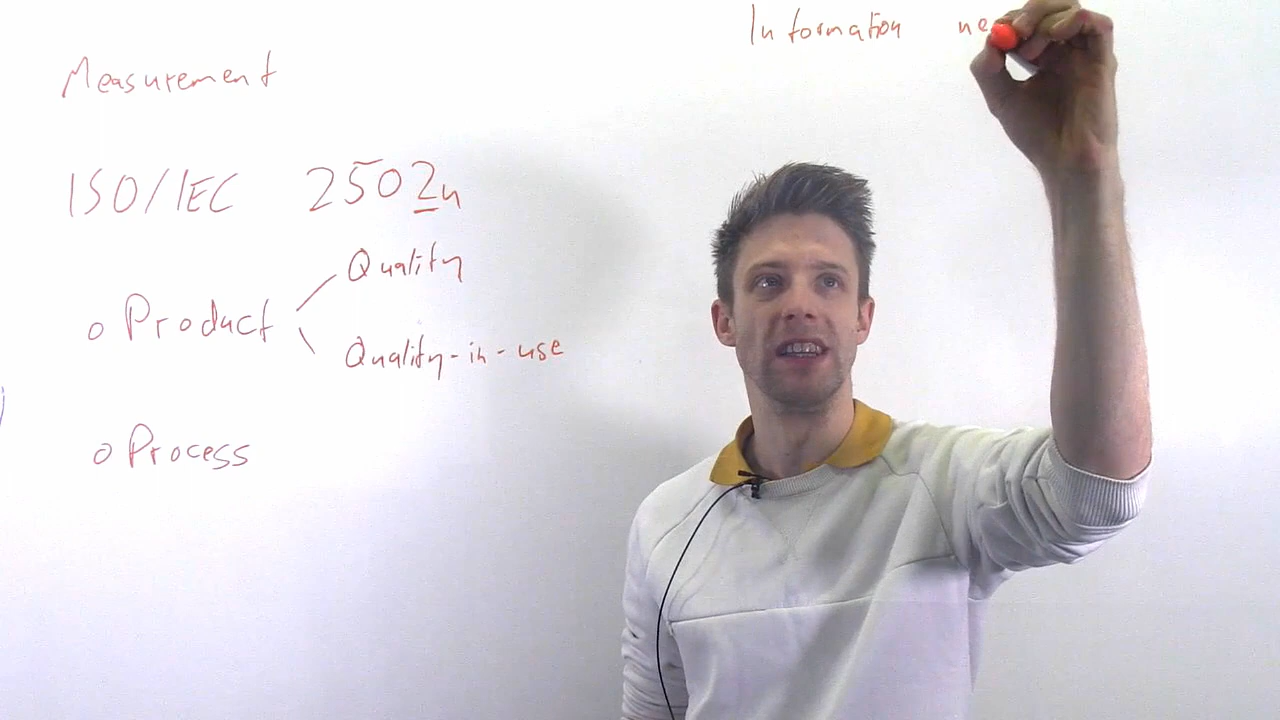 Information ne
Measurement
ISO/IEC 2502n
Quality
o Product
Quality-in-use
o Process